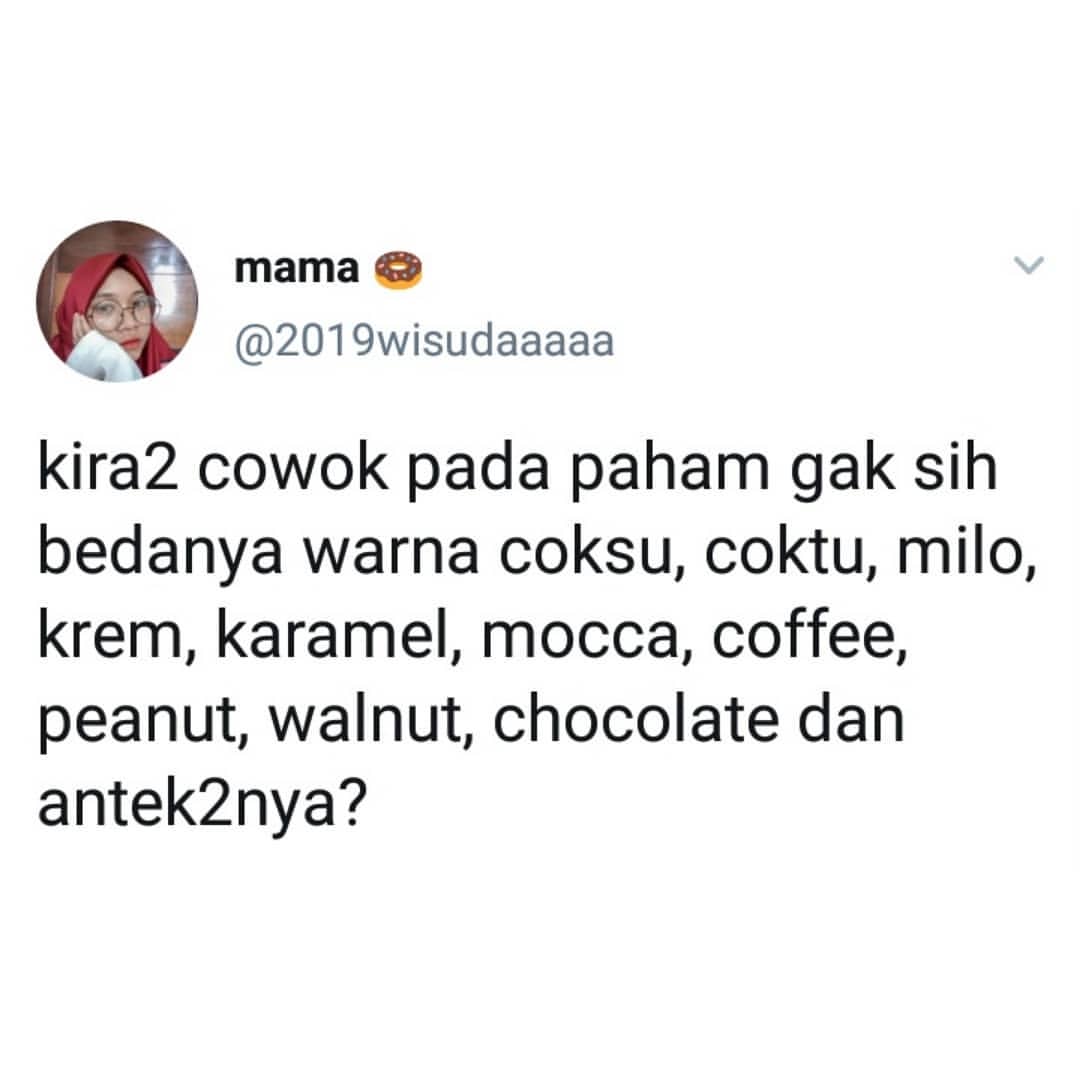 mama 🍩
@2019wisudaaaaa
kira2 cowok pada paham gak sih
bedanya warna coksu, coktu, milo,
krem, karamel, mocca, coffee,
peanut, walnut, chocolate dan
antek2nya?